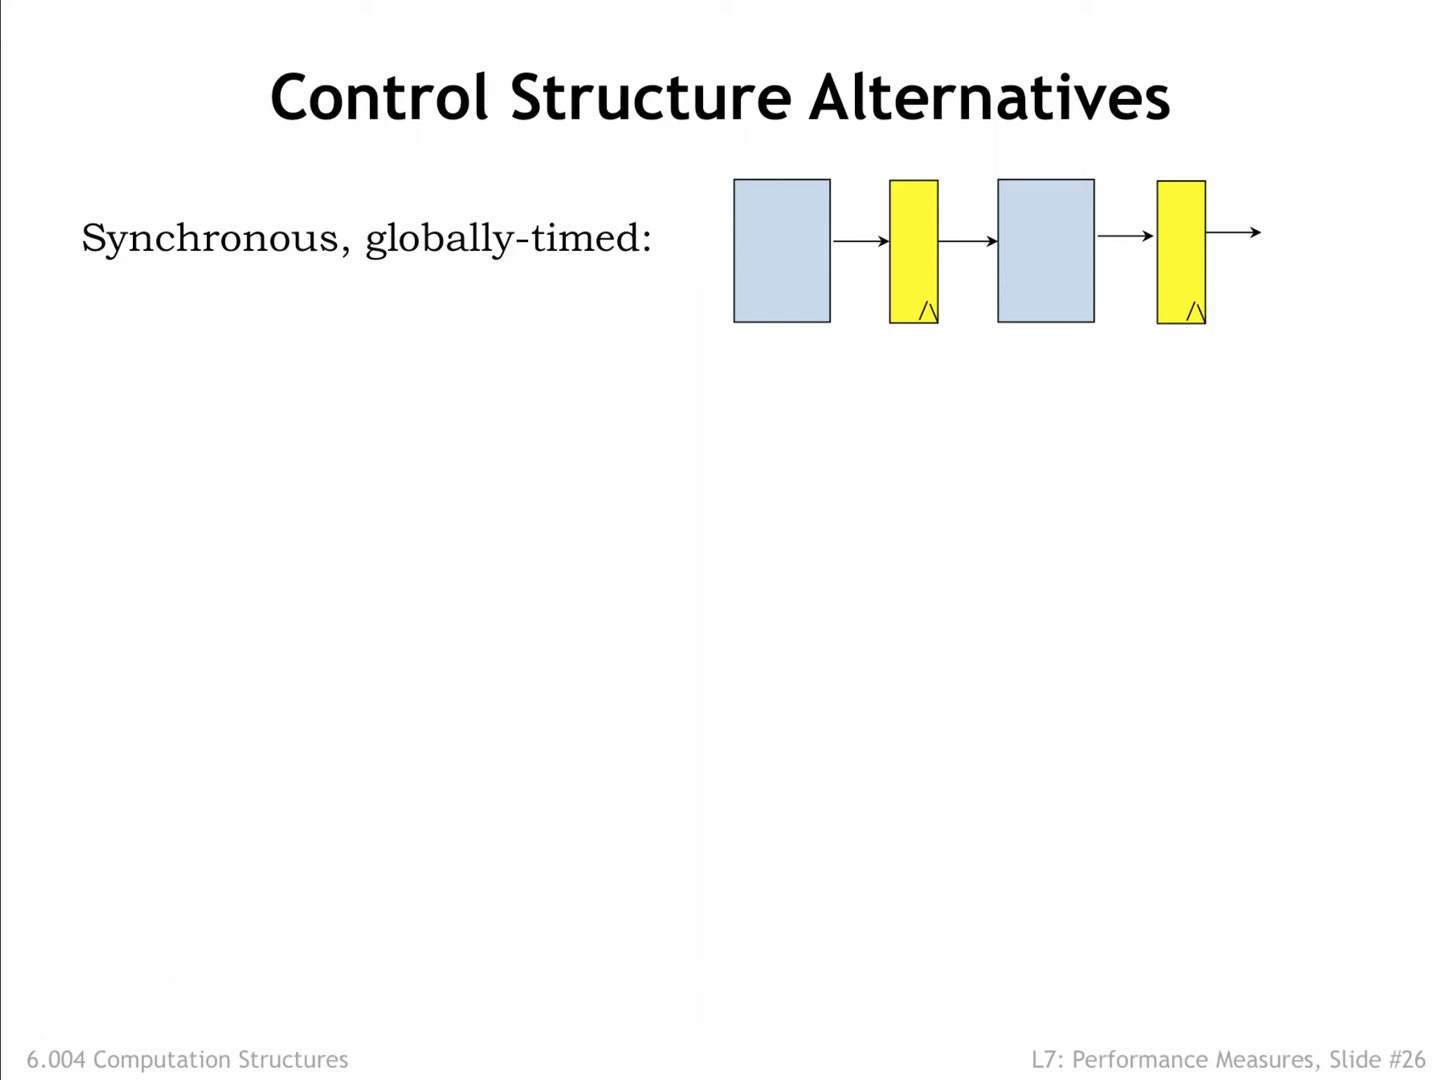 Control Structure Alternatives
Synchronous, globally-timed:
6.004 Computation Structures
L7: Performance Measures, Slide #26